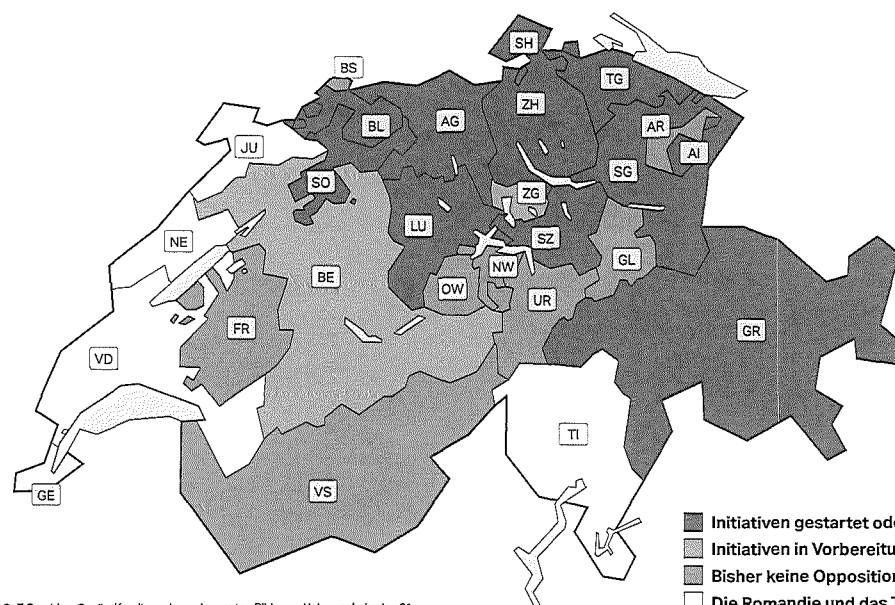 SH
BS
TG
ZH
BL
AG
AR
JU
AI
SG
SO
ZG
LU
SZ
NE
GL
NW
BE
OW
UR
FR
GR
VD
TI
VS
GE
Initiativen gestartet ode
Initiativen in Vorbereitu
Bisher keine Opposition
Die Romandie und das T